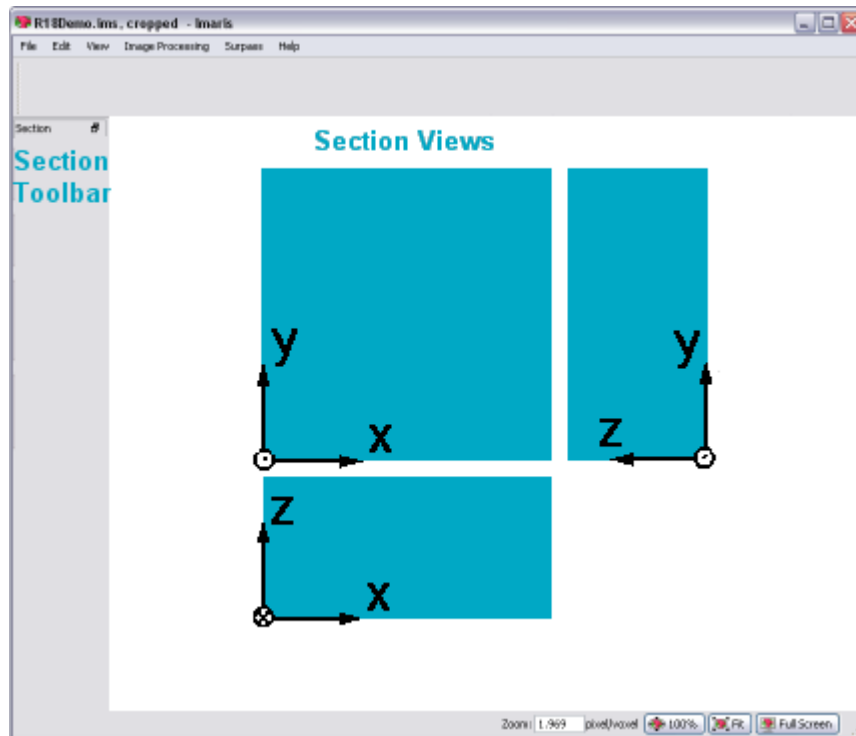 R18Demo.ims, cropped - Imaris
File Edit View Image Processing Surpass Help
Section
Section Toolbar
Section Views
y
x
y
z
z
x
Zoom: 1.969 pixel/voxel 100% Fit Full Screen